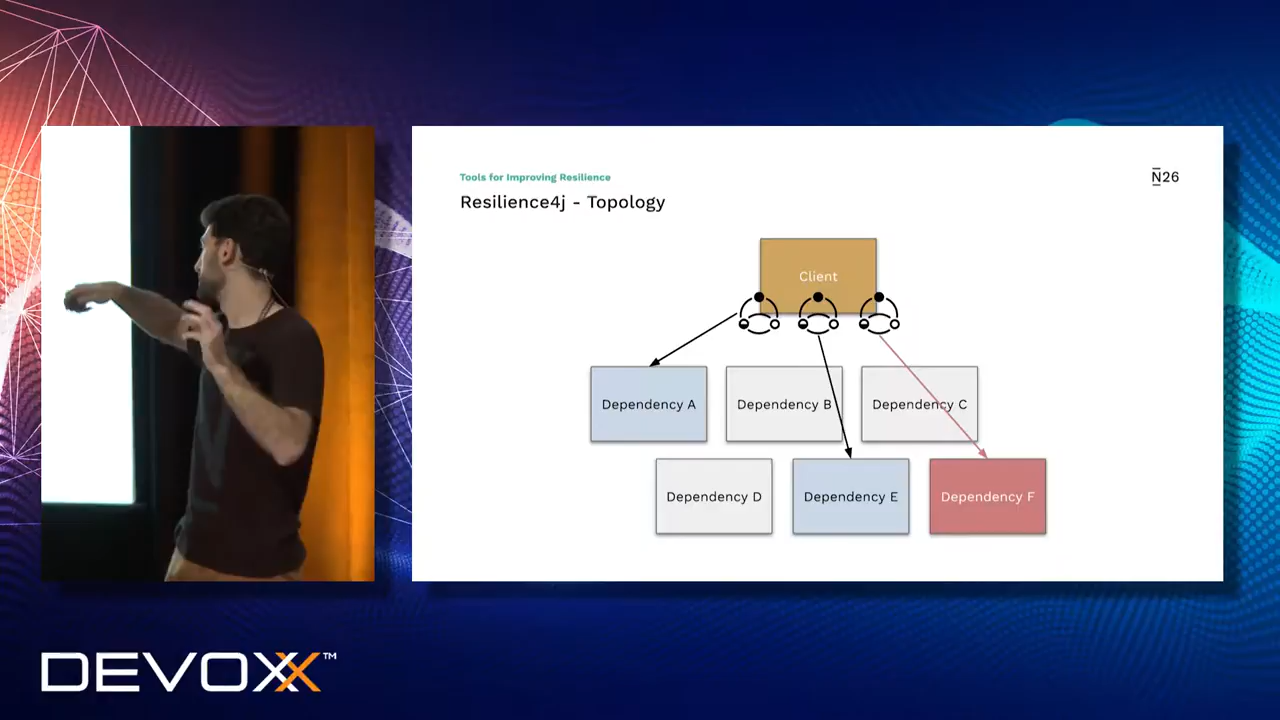 Tools for Improving Resilience
N26
Resilience4j - Topology
Client
Dependency A
Dependency B
Dependency C
Dependency D
Dependency E
Dependency F
DEVOXX™